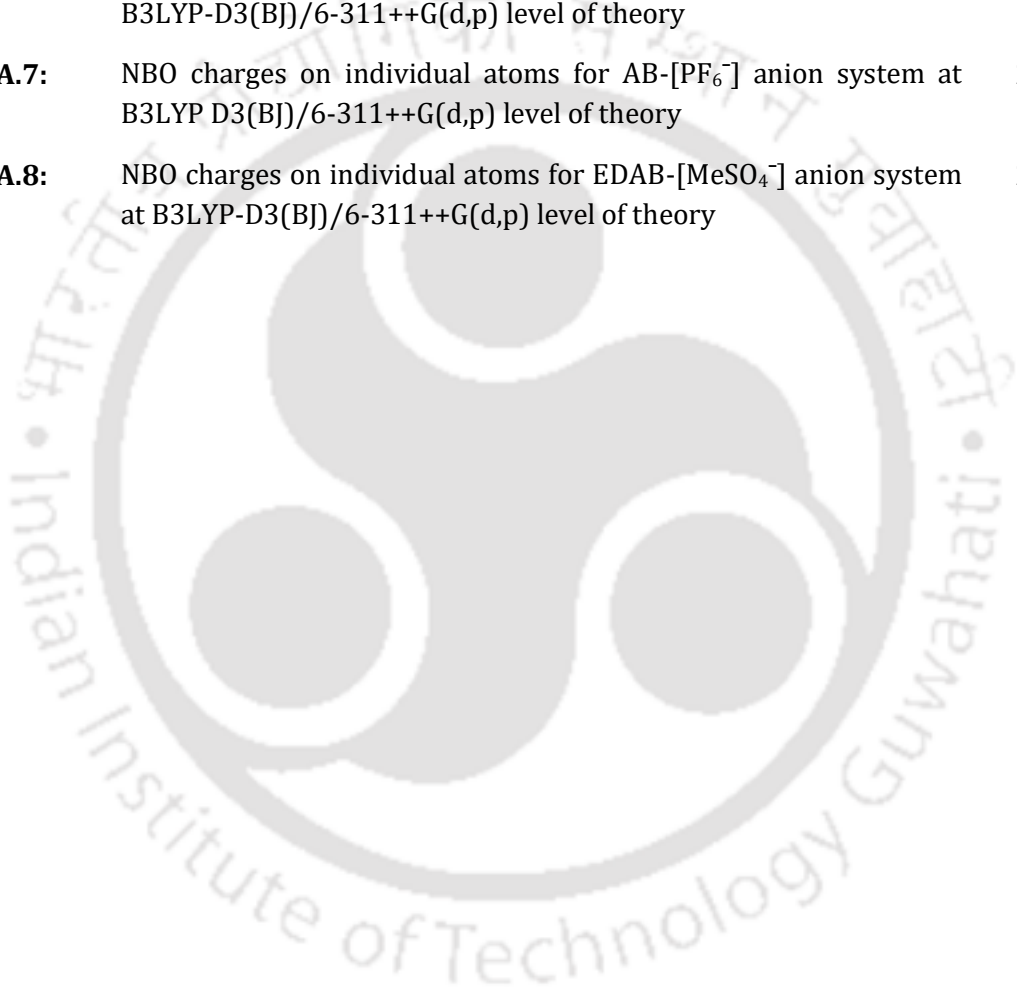 B3LYP-D3(BJ)/6-311++G(d,p) level of theory
A.7: NBO charges on individual atoms for AB-[PF₆⁻] anion system at
B3LYP D3(BJ))/6-311++G(d,p) level of theory
A.8: NBO charges on individual atoms for EDAB-[MeSO₄⁻] anion system
at B3LYP-D3(BJ))/6-311++G(d,p) level of theory
भारतीय प्रौद्योगिकी संस्थान गुवाहाटी
Indian Institute of Technology Guwahati